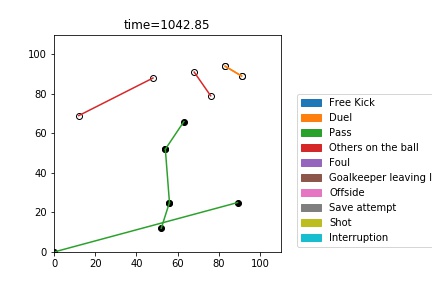 time=1042.85
100
80
60
40
20
0
0 20 40 60 80 100
Free Kick
Duel
Pass
Others on the ball
Foul
Goalkeeper leaving l
Offside
Save attempt
Shot
Interruption